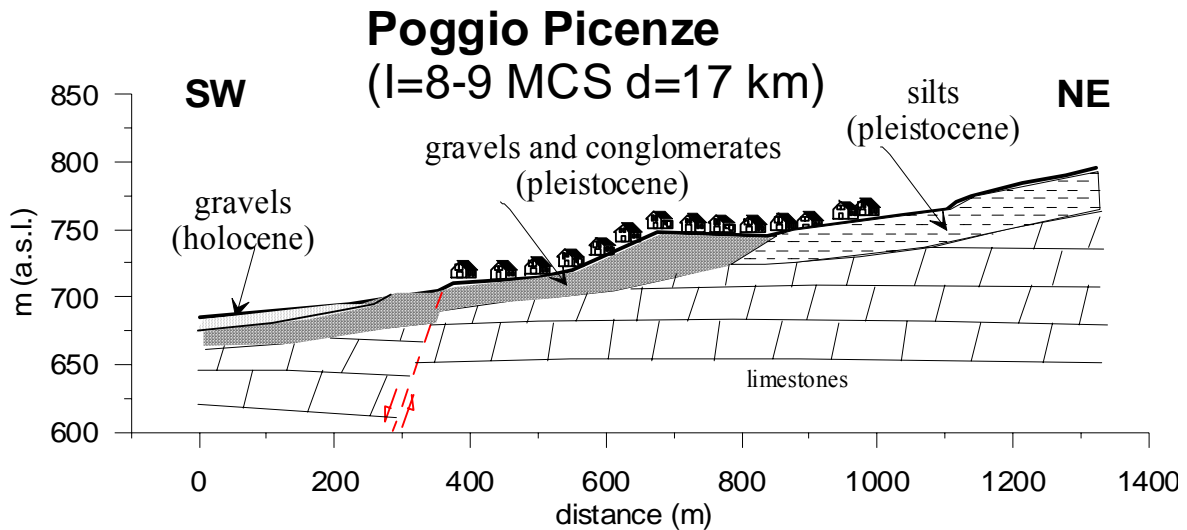 Poggio Picenze
(I=8-9 MCS d=17 km)
SW
NE
silts
(pleistocene)
gravels and conglomerates
(pleistocene)
gravels
(holocene)
limestones
m (a.s.l.)
850
800
750
700
650
600
0 200 400 600 800 1000 1200 1400
distance (m)